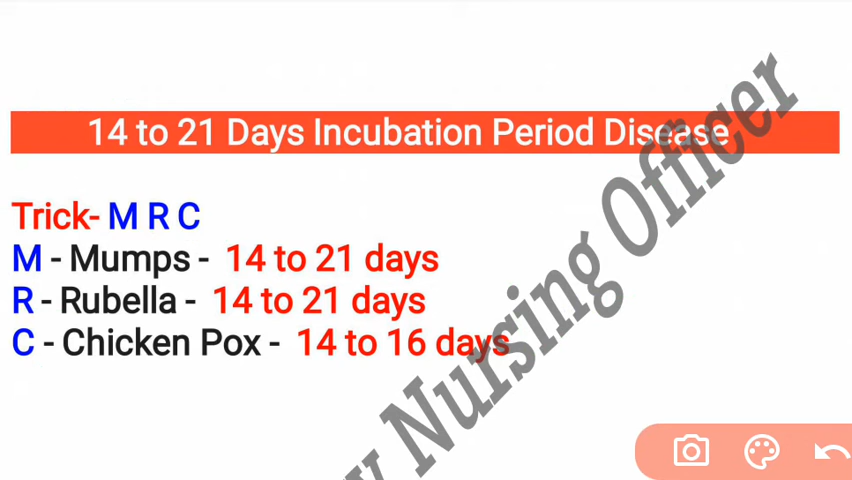 14 to 21 Days Incubation Period Disease
Trick- M R C
M - Mumps - 14 to 21 days
R - Rubella - 14 to 21 days
C - Chicken Pox - 14 to 16 days
Nursing Officer